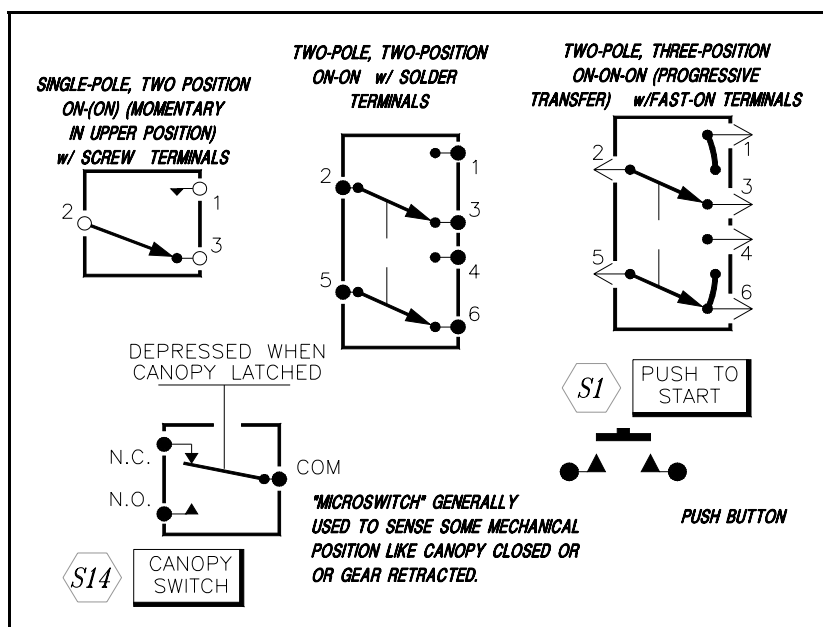 SINGLE-POLE, TWO POSITION
ON-(ON) (MOMENTARY
IN UPPER POSITION)
w/ SCREW TERMINALS
2
1
3
TWO-POLE, TWO-POSITION
ON-ON w/ SOLDER
TERMINALS
1
2
3
4
5
6
TWO-POLE, THREE-POSITION
ON-ON-ON (PROGRESSIVE
TRANSFER) w/FAST-ON TERMINALS
1
2
3
4
5
6
DEPRESSED WHEN
CANOPY LATCHED
N.C.
COM
N.O.
S14
CANOPY
SWITCH
"MICROSWITCH" GENERALLY
USED TO SENSE SOME MECHANICAL
POSITION LIKE CANOPY CLOSED OR
OR GEAR RETRACTED.
S1
PUSH TO
START
PUSH BUTTON